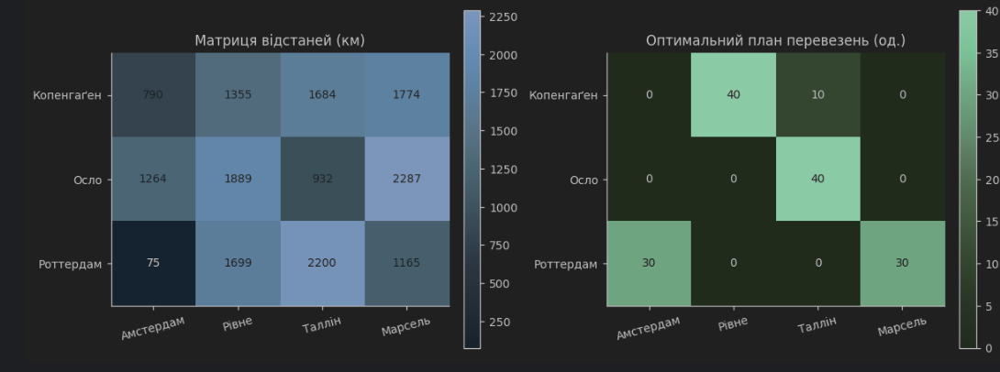 Матриця відстаней (км)
Копенгаґен 790 1355 1684 1774
Осло 1264 1889 932 2287
Роттердам 75 1699 2200 1165
Амстердам Рівне Таллін Марсель
2250
2000
1750
1500
1250
1000
750
500
250
Оптимальний план перевезень (од.)
Копенгаґен 0 40 10 0
Осло 0 0 40 0
Роттердам 30 0 0 30
Амстердам Рівне Таллін Марсель
40
35
30
25
20
15
10
5
0